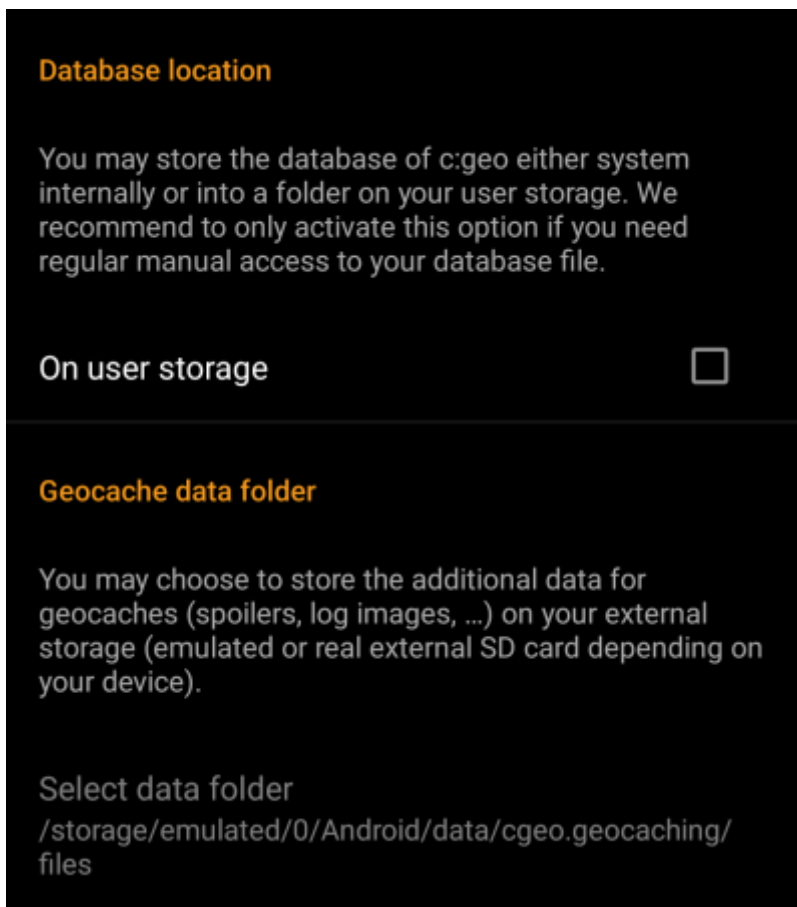 Database location
You may store the database of c:geo either system
internally or into a folder on your user storage. We
recommend to only activate this option if you need
regular manual access to your database file.
On user storage
Geocache data folder
You may choose to store the additional data for
geocaches (spoilers, log images, …) on your external
storage (emulated or real external SD card depending on
your device).
Select data folder
/storage/emulated/0/Android/data/cgeo.geocaching/
files